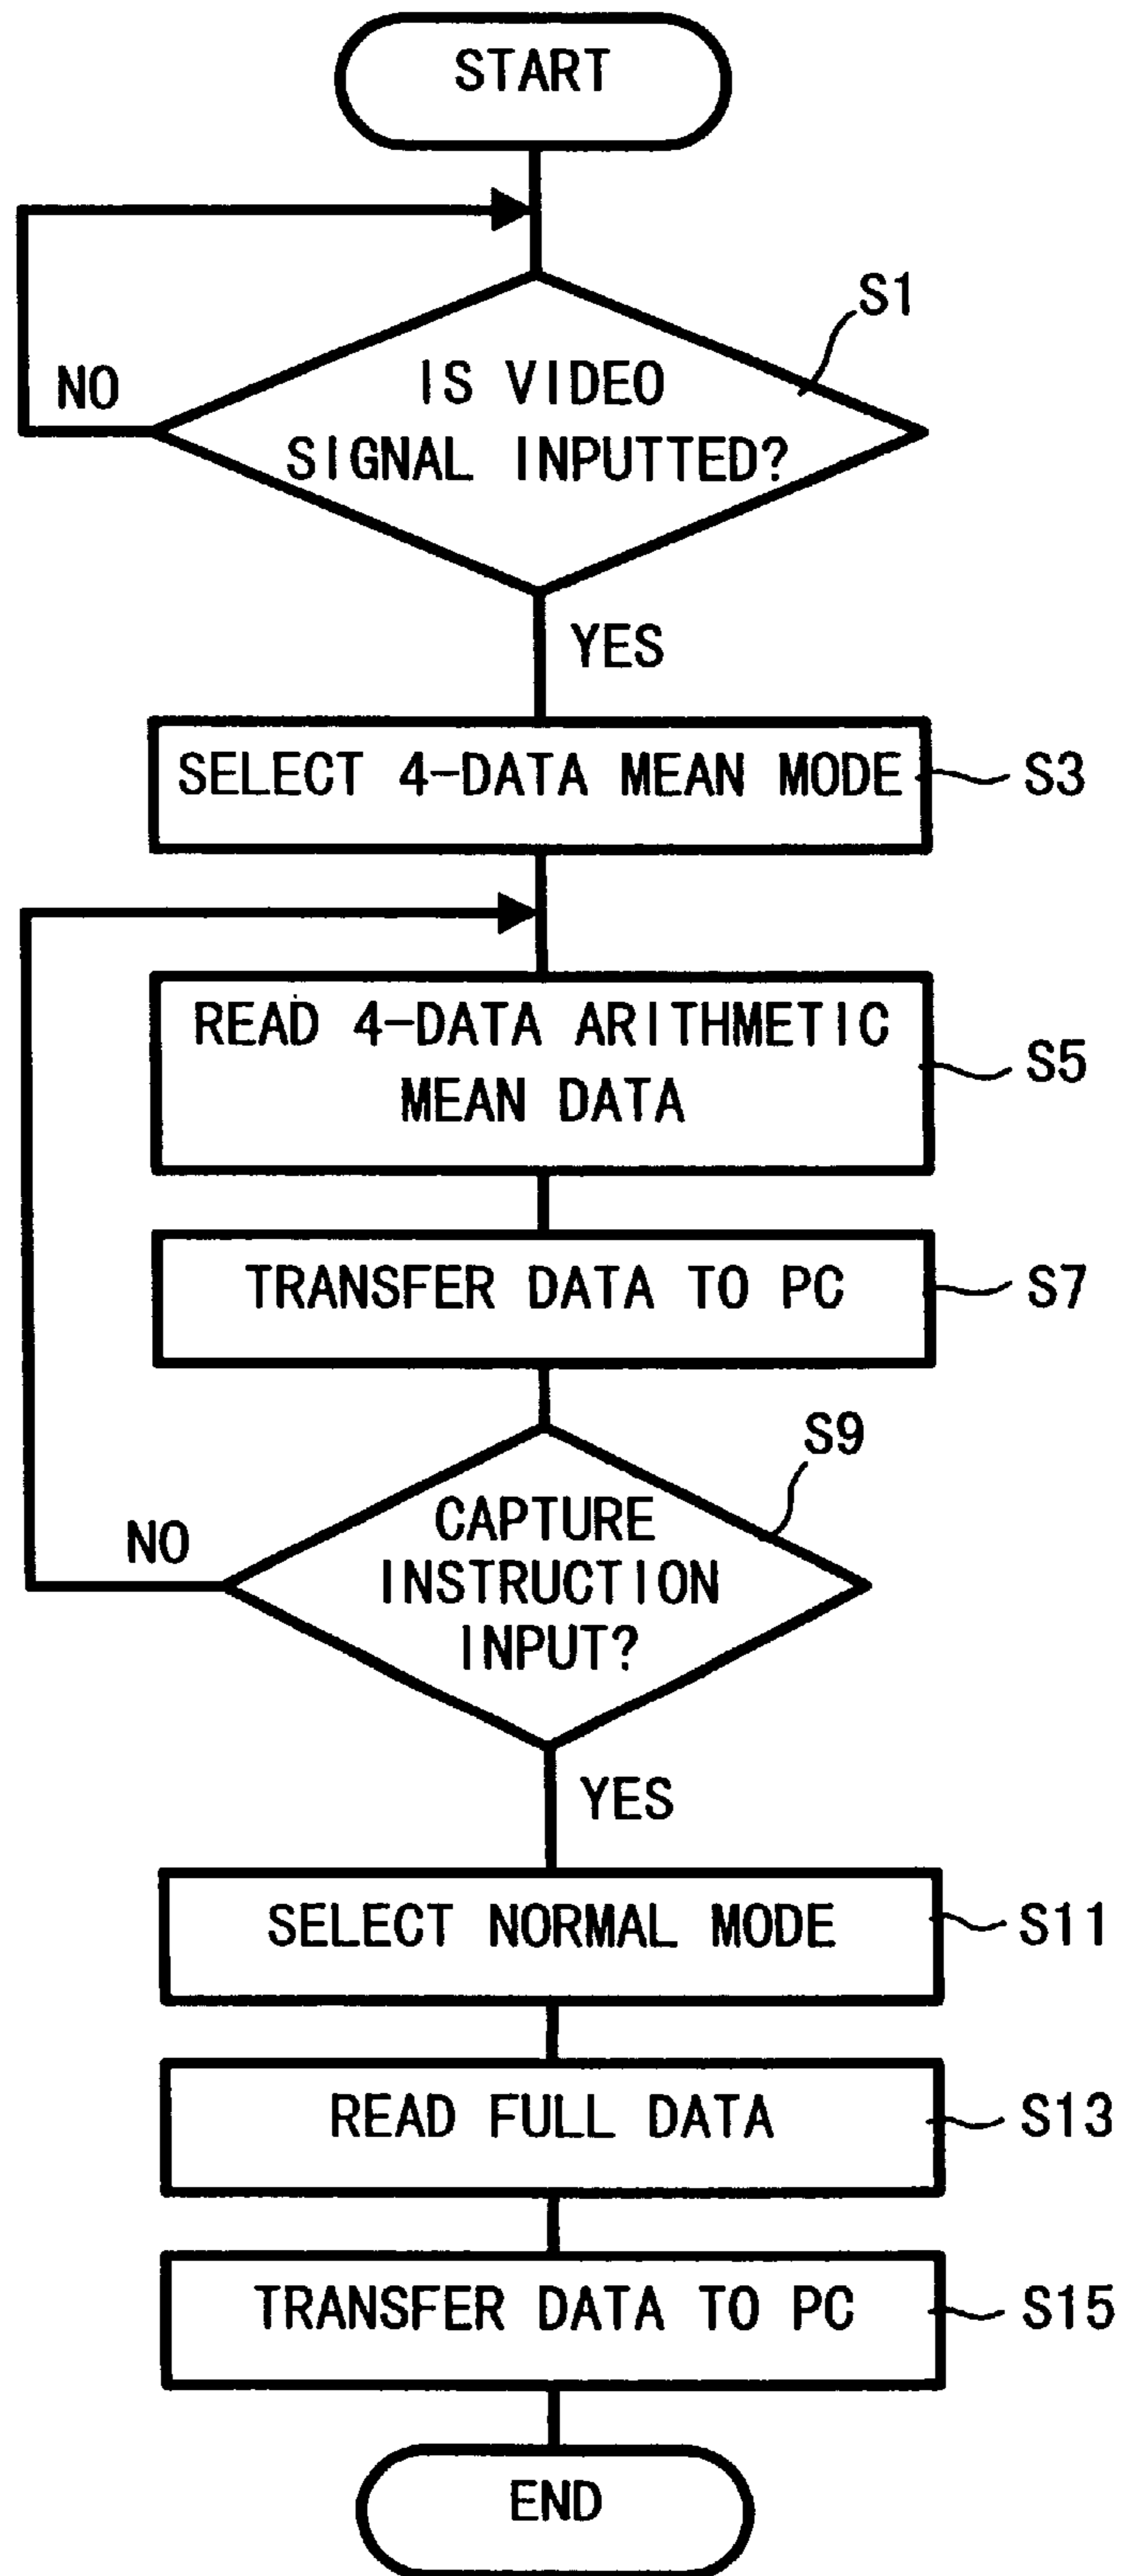 START
S1
IS VIDEO
SIGNAL INPUTTED?
NO
YES
SELECT 4-DATA MEAN MODE
S3
READ 4-DATA ARITHMETIC
MEAN DATA
S5
TRANSFER DATA TO PC
S7
S9
CAPTURE
INSTRUCTION
INPUT?
NO
YES
SELECT NORMAL MODE
S11
READ FULL DATA
S13
TRANSFER DATA TO PC
S15
END